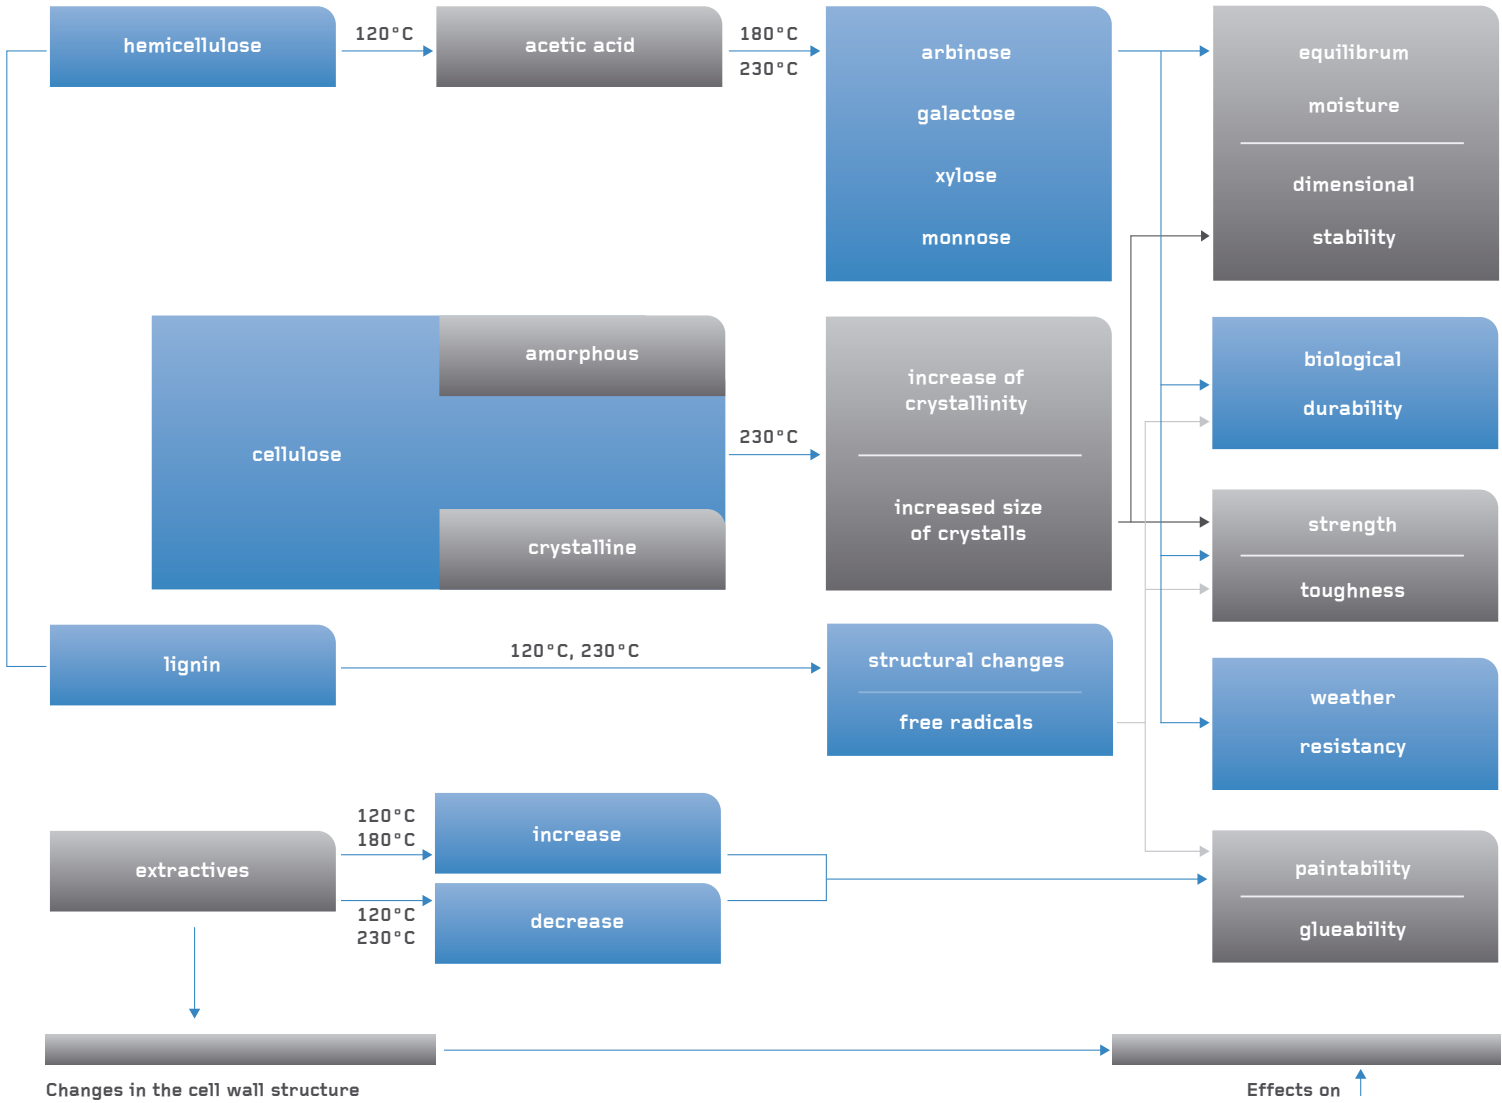 hemicellulose
120°C
acetic acid
180°C
230°C
arbinose
galactose
xylose
monnose
equilibrum
moisture
dimensional
stability
cellulose
amorphous
crystalline
230°C
increase of
crystallinity
increased size
of crystalls
biological
durability
strength
toughness
lignin
120°C, 230°C
structural changes
free radicals
weather
resistancy
extractives
120°C
180°C
increase
120°C
230°C
decrease
paintability
glueability
Changes in the cell wall structure
Effects on